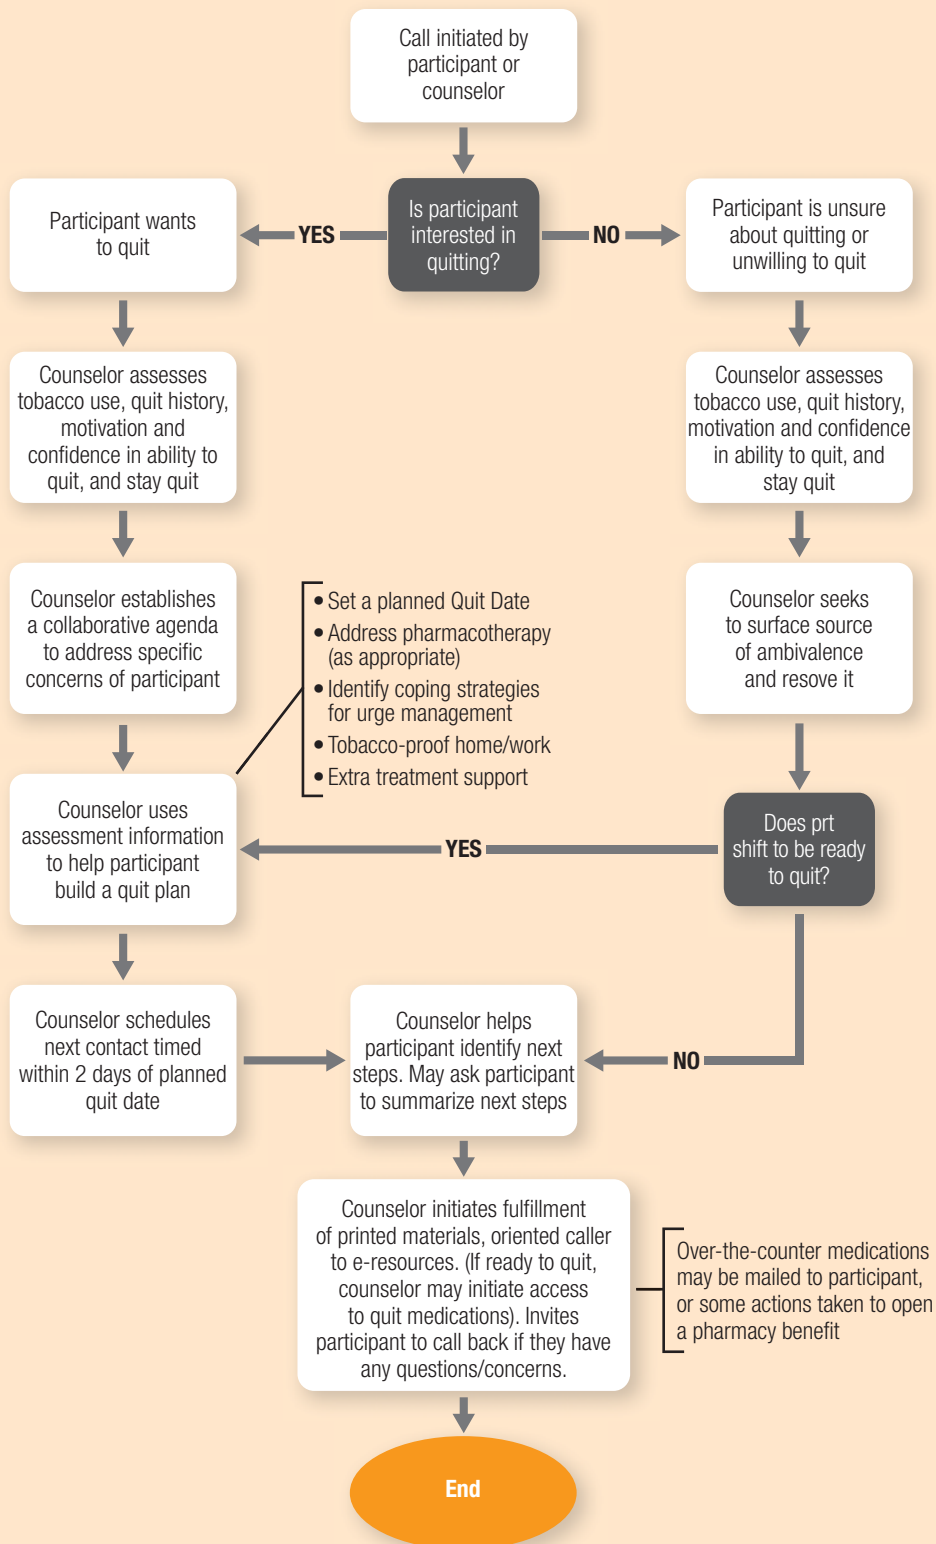 Call initiated by
participant or
counselor
Is participant
interested in
quitting?
YES
NO
Participant wants
to quit
Participant is unsure
about quitting or
unwilling to quit
Counselor assesses
tobacco use, quit history,
motivation and
confidence in ability to
quit, and stay quit
Counselor assesses
tobacco use, quit history,
motivation and confidence
in ability to quit, and
stay quit
Counselor establishes
a collaborative agenda
to address specific
concerns of participant
• Set a planned Quit Date
• Address pharmacotherapy
(as appropriate)
• Identify coping strategies
for urge management
• Tobacco-proof home/work
• Extra treatment support
Counselor seeks
to surface source
of ambivalence
and resove it
Counselor uses
assessment information
to help participant
build a quit plan
YES
Does prt
shift to be ready
to quit?
Counselor schedules
next contact timed
within 2 days of planned
quit date
Counselor helps
participant identify next
steps. May ask participant
to summarize next steps
NO
Counselor initiates fulfillment
of printed materials, oriented caller
to e-resources. (If ready to quit,
counselor may initiate access
to quit medications). Invites
participant to call back if they have
any questions/concerns.
Over-the-counter medications
may be mailed to participant,
or some actions taken to open
a pharmacy benefit
End